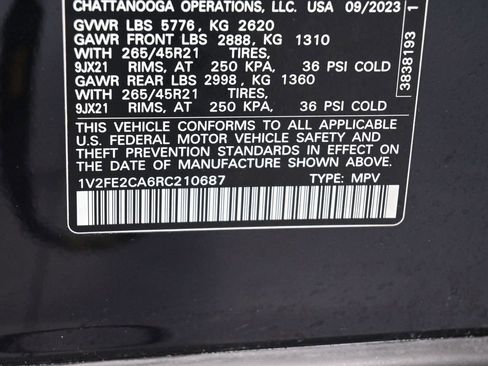 CHATTANOOGA OPERATIONS, LLC. USA 09/2023
GVWR LBS 5776, KG 2620
GAWR FRONT LBS 2888, KG 1310
WITH 265/45R21 TIRES,
9JX21 RIMS, AT 250 KPA, 36 PSI COLD
GAWR REAR LBS 2998, KG 1360
WITH 265/45R21 TIRES,
9JX21 RIMS, AT 250 KPA, 36 PSI COLD
THIS VEHICLE CONFORMS TO ALL APPLICABLE
U.S. FEDERAL MOTOR VEHICLE SAFETY AND
THEFT PREVENTION STANDARDS IN EFFECT ON
THE DATE OF MANUFACTURE SHOWN ABOVE.
1V2FE2CA6RC210687 TYPE: MPV
3838193 1